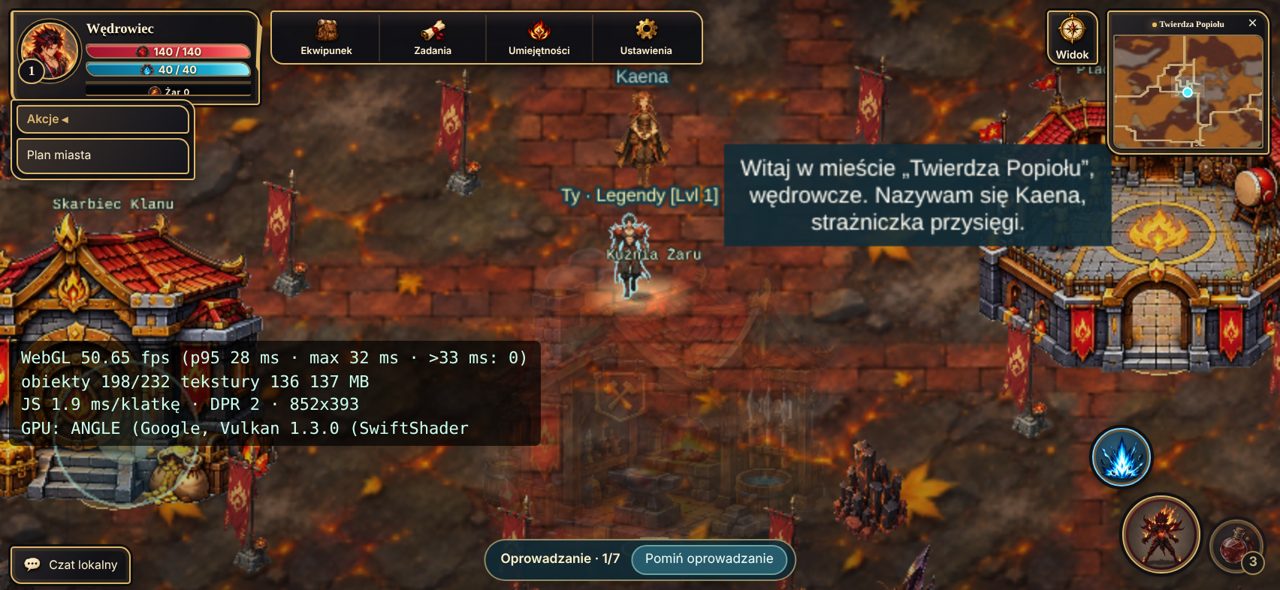 Wędrowiec
140 / 140
40 / 40
1
Żar 0
Akcje
Plan miasta
Ekwipunek
Zadania
Umiejętności
Ustawienia
Widok
Twierdza Popiołu
Kaena
Ty · Legendy [Lvl 1]
Witaj w mieście „Twierdza Popiołu”,
wędrowcze. Nazywam się Kaena,
strażniczka przysięgi.
Skarbiec Klanu
Kuźnia Żaru
WebGL 50.65 fps (p95 28 ms · max 32 ms · >33 ms: 0)
obiekty 198/232 tekstury 136 137 MB
JS 1.9 ms/klatkę · DPR 2 · 852x393
GPU: ANGLE (Google, Vulkan 1.3.0 (SwiftShader
Czat lokalny
Oprowadzanie · 1/7
Pomiń oprowadzanie
3